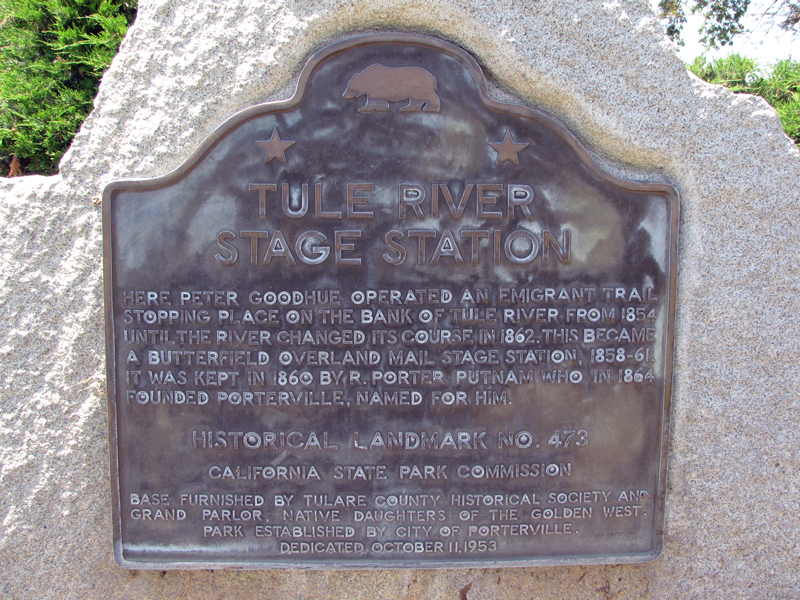 TULE RIVER
STAGE STATION
HERE PETER GOODHUE OPERATED AN EMIGRANT TRAIL
STOPPING PLACE ON THE BANK OF TULE RIVER FROM 1854
UNTIL THE RIVER CHANGED ITS COURSE IN 1862. THIS BECAME
A BUTTERFIELD OVERLAND MAIL STAGE STATION, 1858-61.
IT WAS KEPT IN 1860 BY R. PORTER PUTNAM WHO IN 1864
FOUNDED PORTERVILLE, NAMED FOR HIM.
HISTORICAL LANDMARK NO. 473
CALIFORNIA STATE PARK COMMISSION
BASE FURNISHED BY TULARE COUNTY HISTORICAL SOCIETY AND
GRAND PARLOR, NATIVE DAUGHTERS OF THE GOLDEN WEST.
PARK ESTABLISHED BY CITY OF PORTERVILLE.
DEDICATED OCTOBER 11, 1953